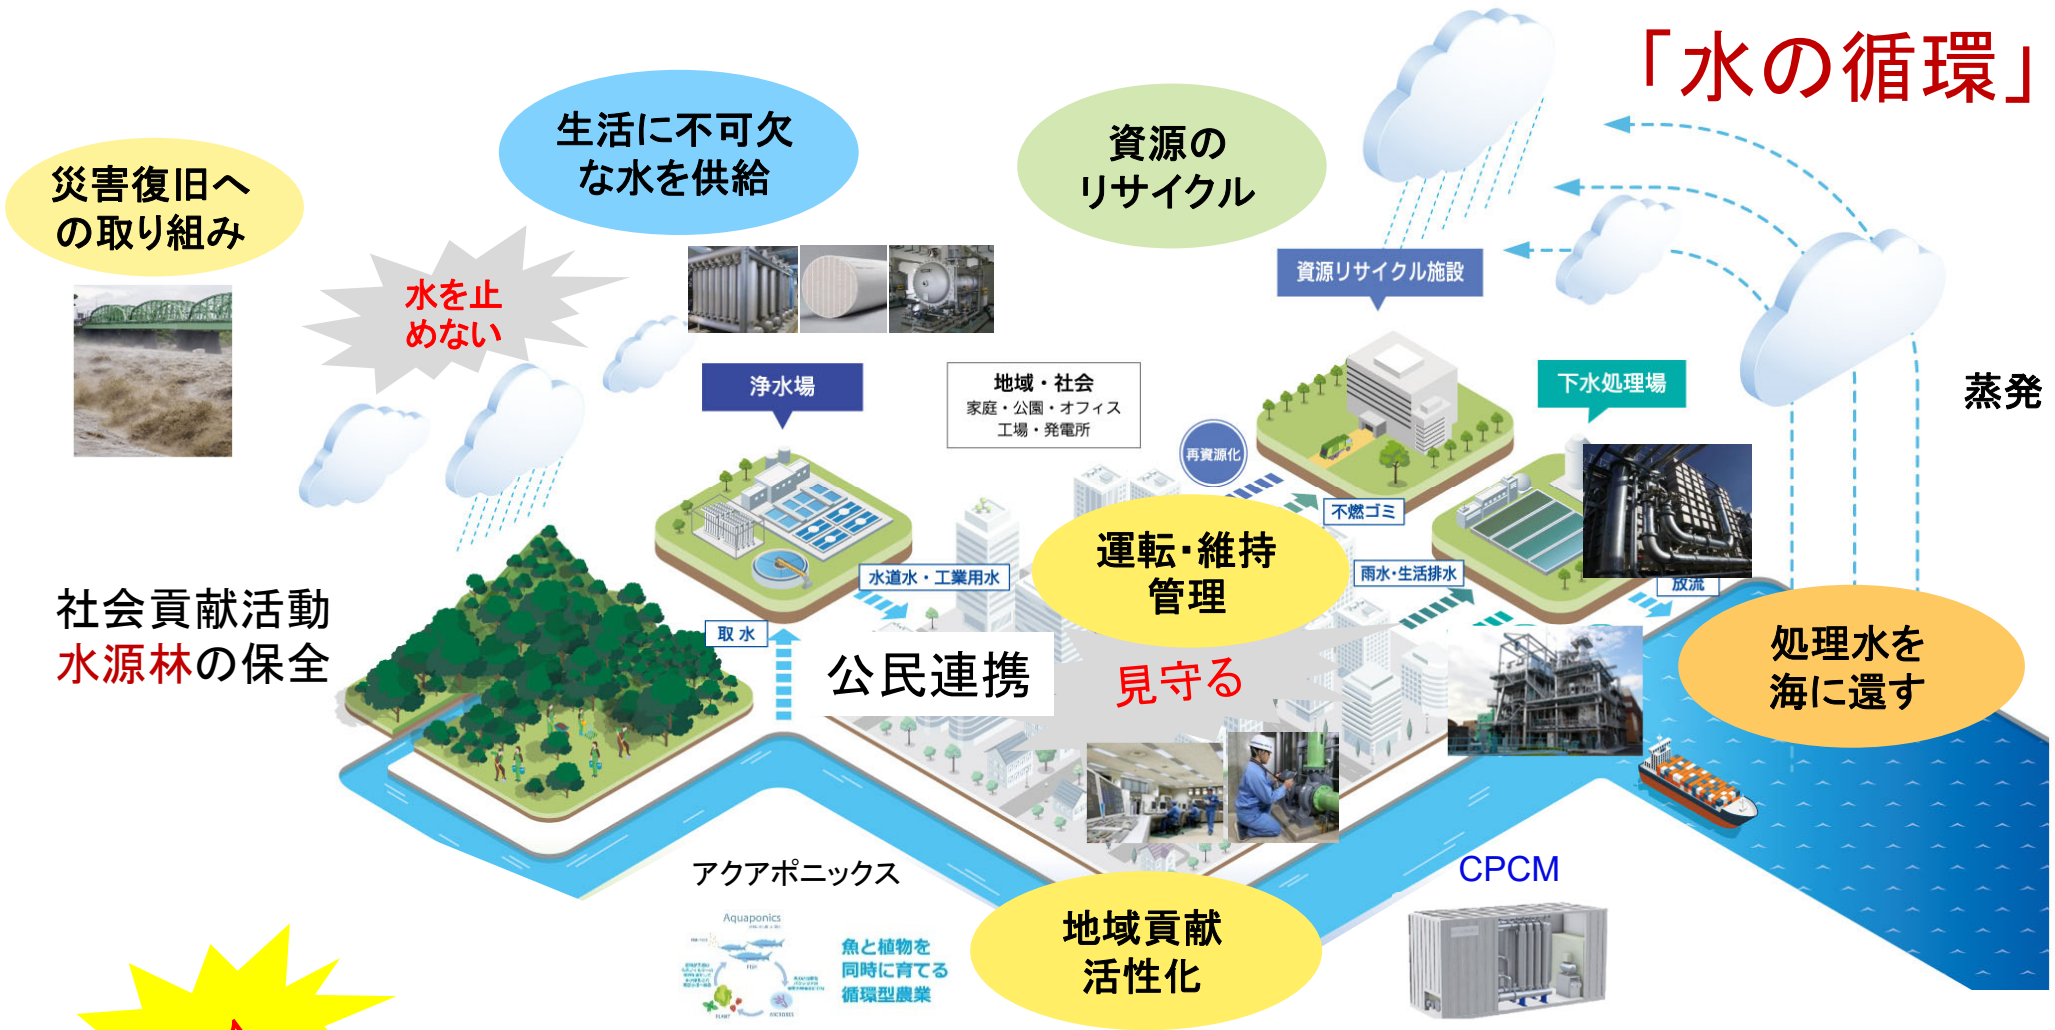 「水の循環」
生活に不可欠
な水を供給
資源の
リサイクル
災害復旧へ
の取り組み
水を止
めない
資源リサイクル施設
浄水場
地域・社会
家庭・公園・オフィス
工場・発電所
下水処理場
蒸発
再資源化
不燃ゴミ
運転・維持
管理
水道水・工業用水
雨水・生活排水
放流
社会貢献活動
水源林の保全
取水
公民連携
見守る
処理水を
海に還す
アクアポニックス
CPCM
Aquaponics
魚と植物を
同時に育てる
循環型農業
FISH
PLANT
地域貢献
活性化